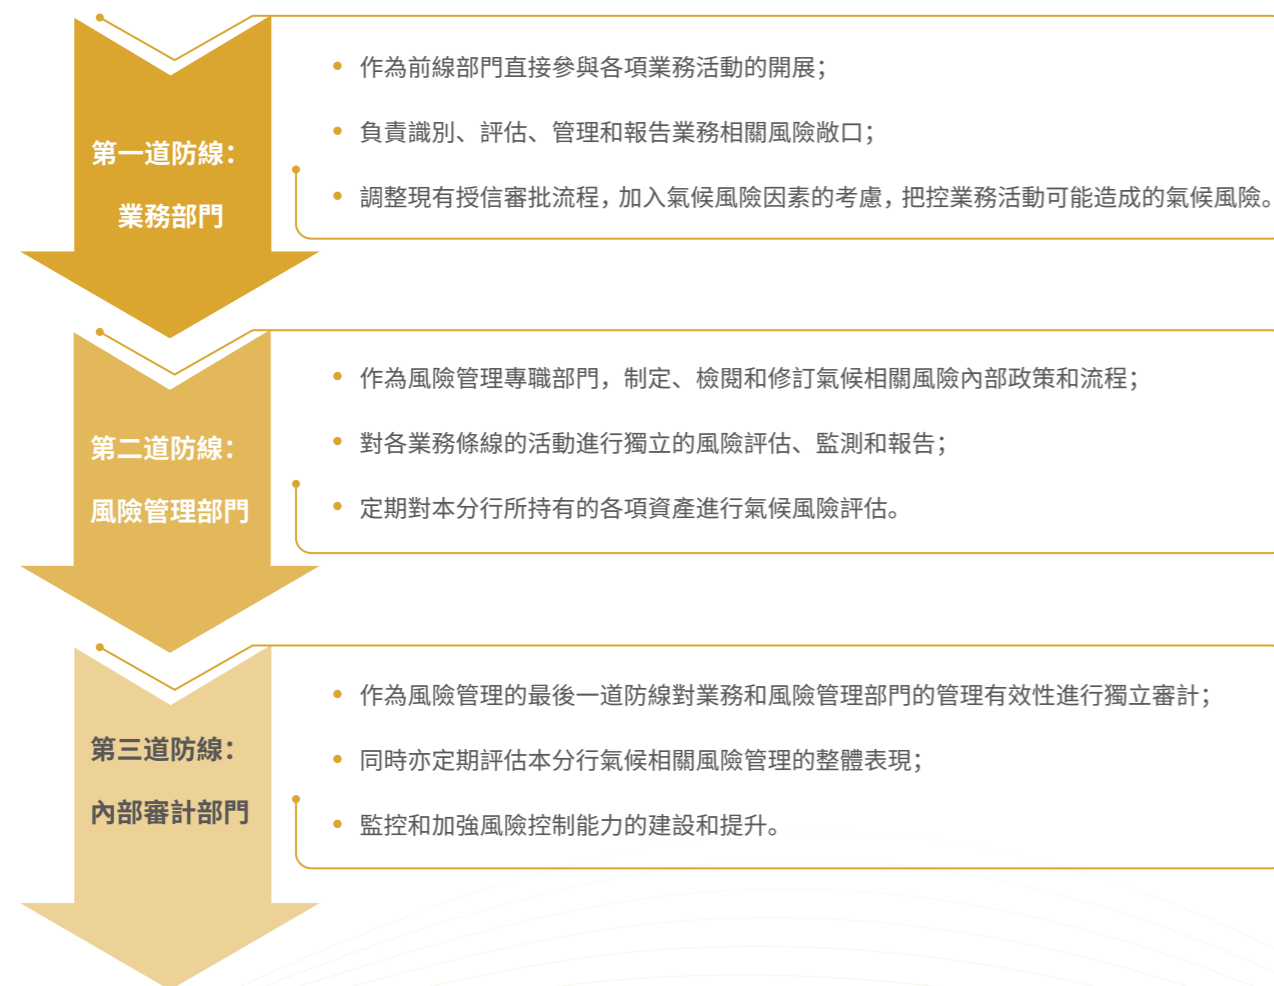 第一道防線：
業務部門
• 作為前線部門直接參與各項業務活動的開展；
• 負責識別、評估、管理和報告業務相關風險敞口；
• 調整現有授信審批流程，加入氣候風險因素的考慮，把控業務活動可能造成的氣候風險。
第二道防線：
風險管理部門
• 作為風險管理專職部門，制定、檢閱和修訂氣候相關風險內部政策和流程；
• 對各業務條線的活動進行獨立的風險評估、監測和報告；
• 定期對本分行所持有的各項資產進行氣候風險評估。
第三道防線：
內部審計部門
• 作為風險管理的最後一道防線對業務和風險管理部門的管理有效性進行獨立審計；
• 同時亦定期評估本分行氣候相關風險管理的整體表現；
• 監控和加強風險控制能力的建設和提升。